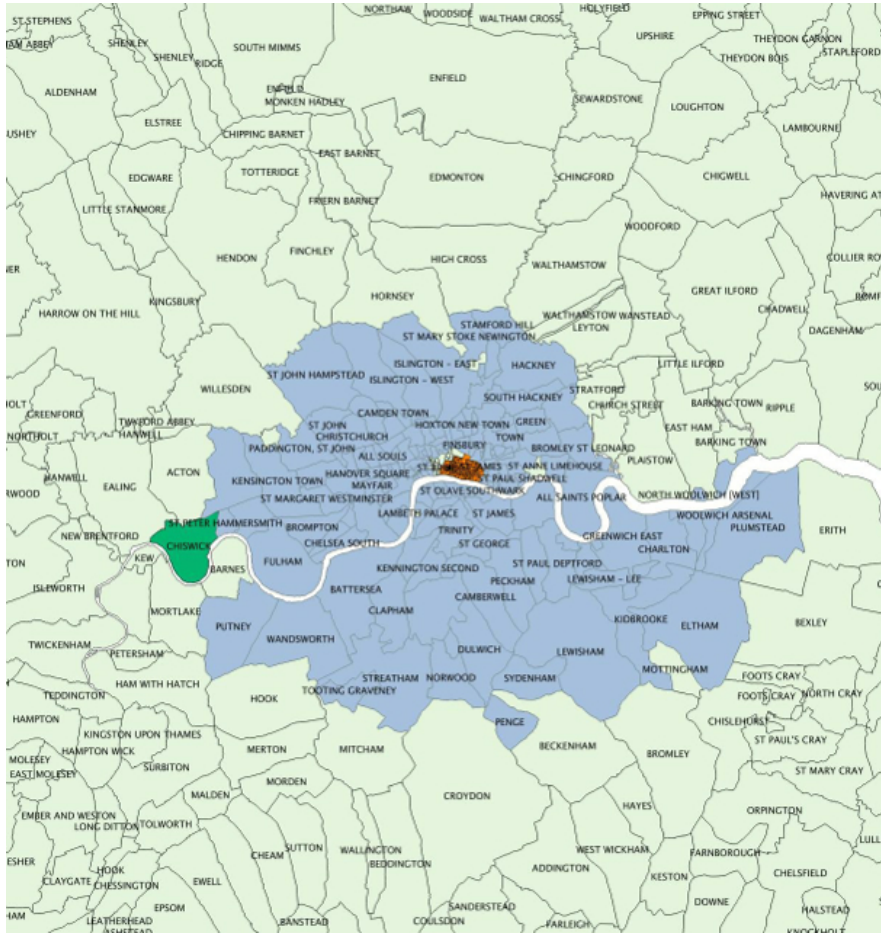 ST STEPHENS
NORTHAW
WOODSIDE
WALTHAM CROSS
HOLYFIELD
EPPING STREET
AM ABBEY
SHENLEY
SHENLEY
RIDGE
SOUTH MIMMS
UPSHIRE
THEYDON GARNON
THEYDON BOIS
STAPLEFORD
ALDENHAM
ENFIELD
ENFIELD
MONKEN HADLEY
SEWARDSTONE
LOUGHTON
USHEY
ELSTREE
CHIPPING BARNET
LAMBOURNE
EAST BARNET
EDGWARE
TOTTERIDGE
EDMONTON
CHINGFORD
CHIGWELL
LITTLE STANMORE
FRIERN BARNET
HAVERING AT
WOODFORD
HENDON
FINCHLEY
HIGH CROSS
WALTHAMSTOW
COLLIER RO
NER
KINGSBURY
HORNSEY
GREAT ILFORD
CHADWELL
HARROW ON THE HILL
WALTHAMSTOW
WANSTEAD
LEYTON
DAGENHAM
STAMFORD HILL
ST MARY STOKE NEWINGTON
ISLINGTON - EAST
HACKNEY
LITTLE ILFORD
ST JOHN HAMPSTEAD
ISLINGTON - WEST
WILLESDEN
SOUTH HACKNEY
STRATFORD
CHURCH STREET
BARKING TOWN
RIPPLE
GREENFORD
CAMDEN TOWN
TWYFORD ABBEY
HANWELL
NORTHOLT
ST JOHN
CHRISTCHURCH
HOXTON NEW TOWN
GREEN
TOWN
EAST HAM
BARKING TOWN
FINSBURY
PADDINGTON, ST JOHN
ALL SOULS
BROMLEY ST LEONARD
PLAISTOW
ACTON
HANWELL
EALING
KENSINGTON TOWN
HANOVER SQUARE
MAYFAIR
ST ANNE LIMEHOUSE
ST PAUL SHADWELL
RWOOD
ST MARGARET WESTMINSTER
ST OLAVE SOUTHWARK
ALL SAINTS POPLAR
NORTH WOOLWICH [WEST]
LAMBETH PALACE
ST JAMES
WOOLWICH ARSENAL
PLUMSTEAD
ST PETER HAMMERSMITH
BROMPTON
TRINITY
NEW BRENTFORD
CHISWICK
CHELSEA SOUTH
ST GEORGE
GREENWICH EAST
CHARLTON
ERITH
KEW
BARNES
FULHAM
KENNINGTON SECOND
ST PAUL DEPTFORD
PECKHAM
LEWISHAM - LEE
ISLEWORTH
BATTERSEA
CAMBERWELL
MORTLAKE
CLAPHAM
KIDBROOKE
PUTNEY
WANDSWORTH
ELTHAM
BEXLEY
TWICKENHAM
PETERSHAM
DULWICH
LEWISHAM
MOTTINGHAM
FOOTS CRAY
TEDDINGTON
HAM WITH HATCH
HOOK
STREATHAM
NORWOOD
SYDENHAM
TOOTING GRAVENEY
FOOTS CRAY
NORTH CRAY
HAMPTON
PENGE
CHISLEHURST
KINGSTON UPON THAMES
HAMPTON WICK
MERTON
MITCHAM
BECKENHAM
BROMLEY
ST PAUL'S CRAY
MOLESEY
EAST MOLESEY
SURBITON
ST MARY CRAY
MORDEN
MALDEN
CROYDON
HAYES
ORPINGTON
EMBER AND WESTON
LONG DITTON
TOLWORTH
SUTTON
WALLINGTON
WEST WICKHAM
FARNBOROUGH
ESHER
CHEAM
BEDDINGTON
ADDINGTON
KESTON
CHELSFIELD
HOOK
CLAYGATE
CHESSINGTON
EWELL
EPSOM
SANDERSTEAD
DOWNE
HALSTEAD
HAM
LEATHERHEAD
BANSTEAD
COULSDON
FARLEIGH
KNOCKHOLT